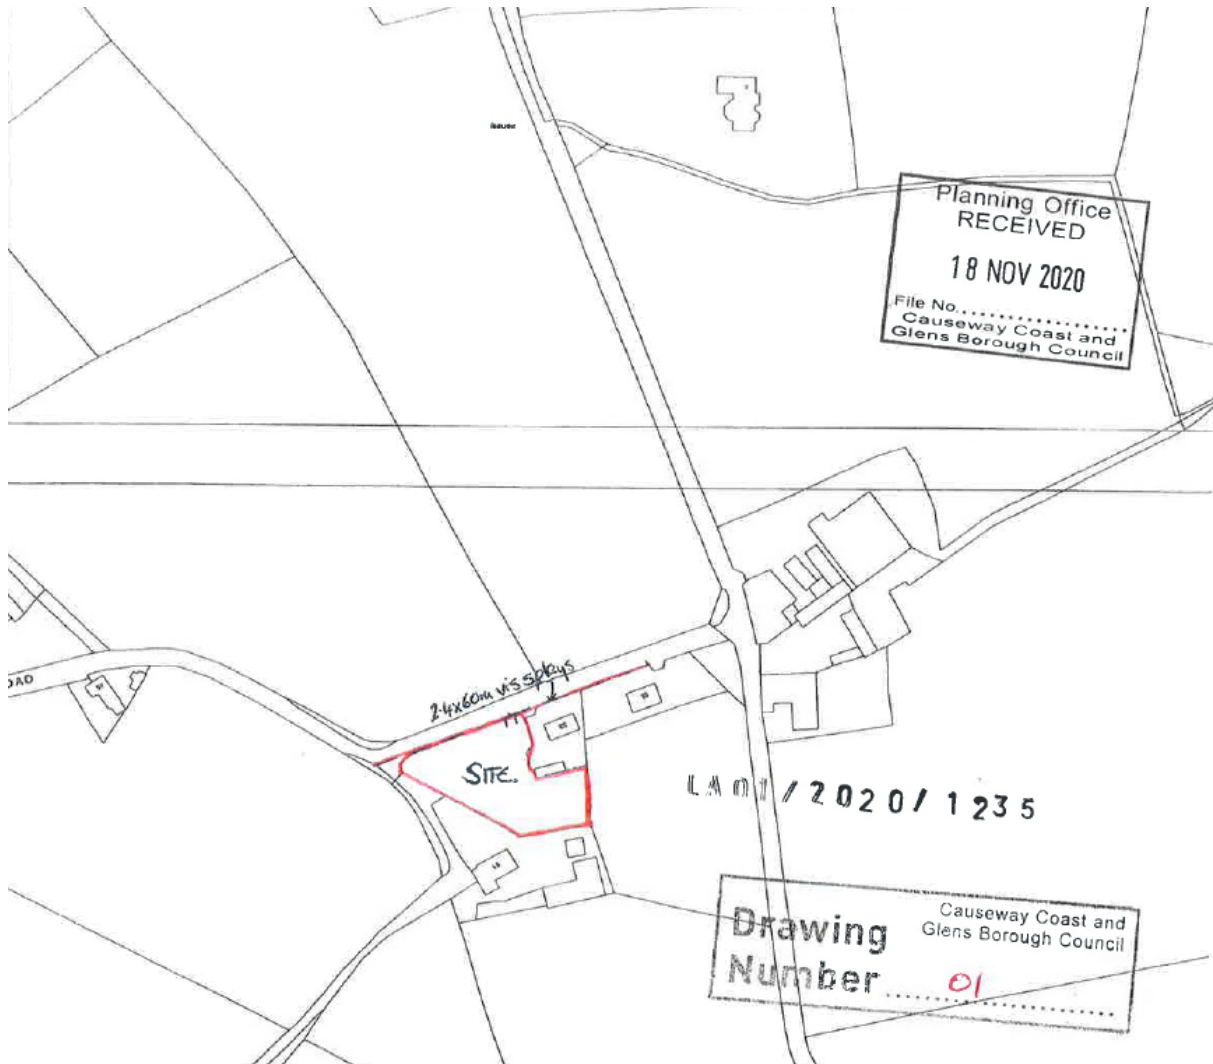 Planning Office
RECEIVED
18 NOV 2020
File No.....................
Causeway Coast and
Glens Borough Council
OAD
2.4x60m vis splays
SITE.
LA01/2020/1235
Drawing
Number
Causeway Coast and
Glens Borough Council
01